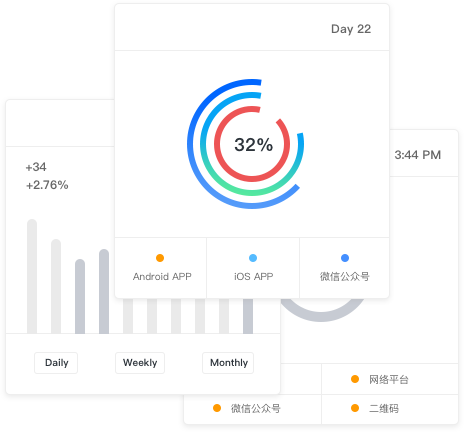 Day 22
3:44 PM
+34
+2.76%
32%
Android APP
iOS APP
微信公众号
Daily
Weekly
Monthly
网络平台
微信公众号
二维码